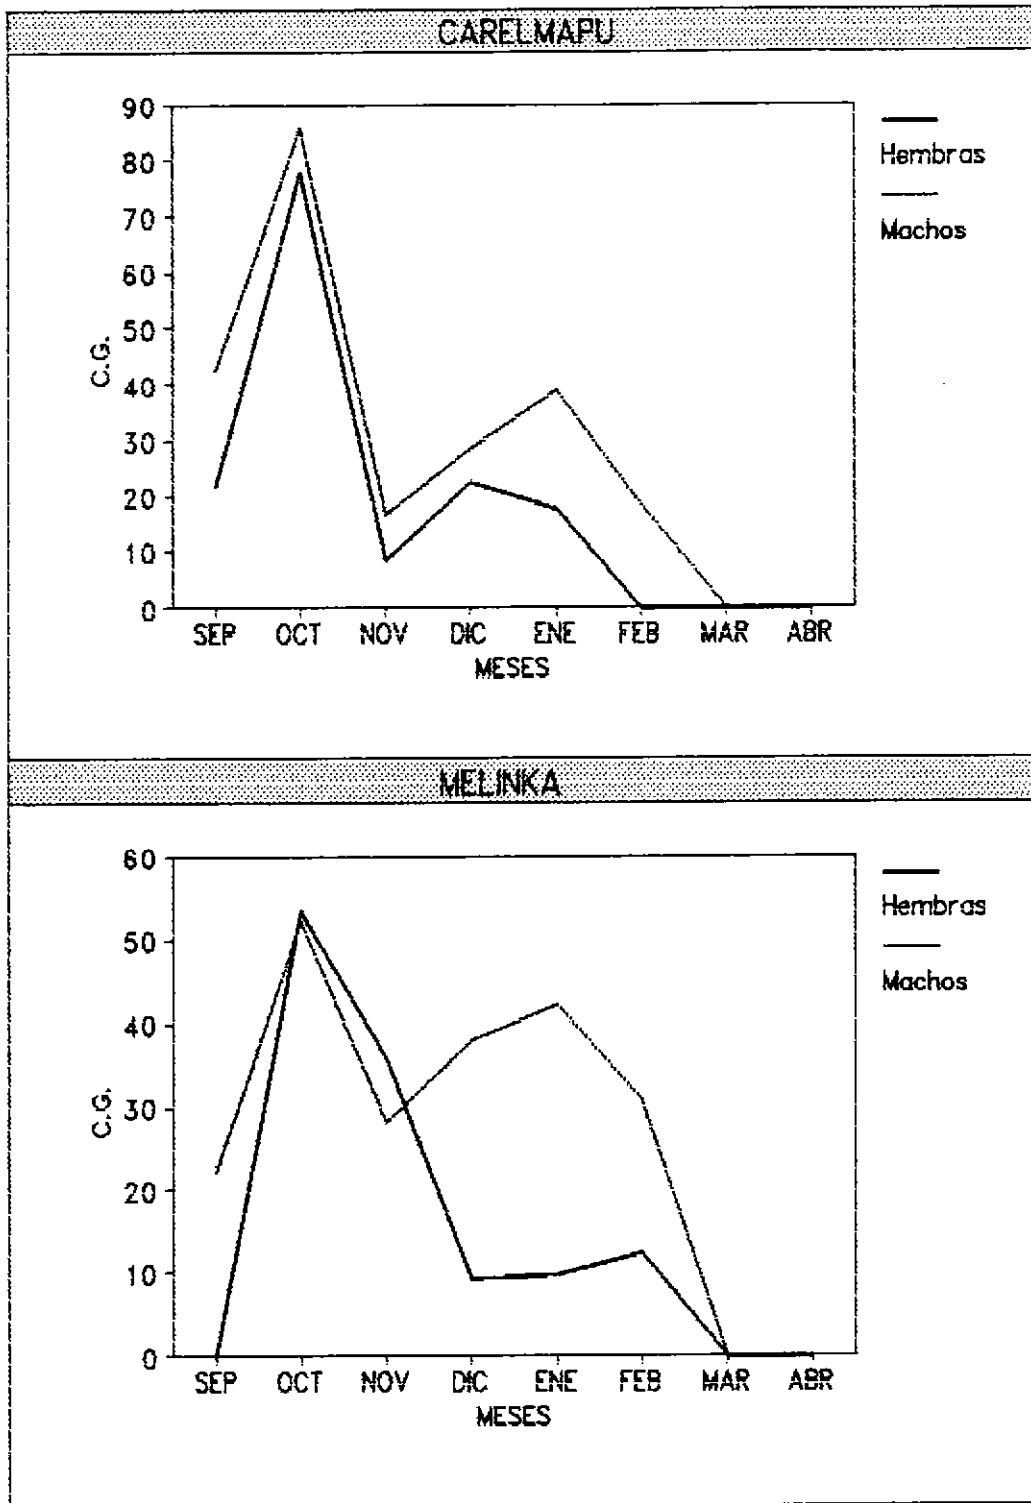 CARELMAPU
90
80
70
60
50
40
30
20
10
0
C.G.
SEP OCT NOV DIC ENE FEB MAR ABR
MESES
Hembras
Machos
MELINKA
60
50
40
30
20
10
0
C.G.
SEP OCT NOV DIC ENE FEB MAR ABR
MESES
Hembras
Machos